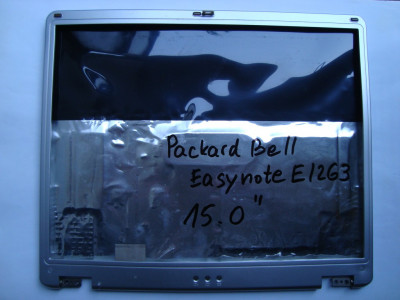 Packard Bell
Easynote E1263
15.0"